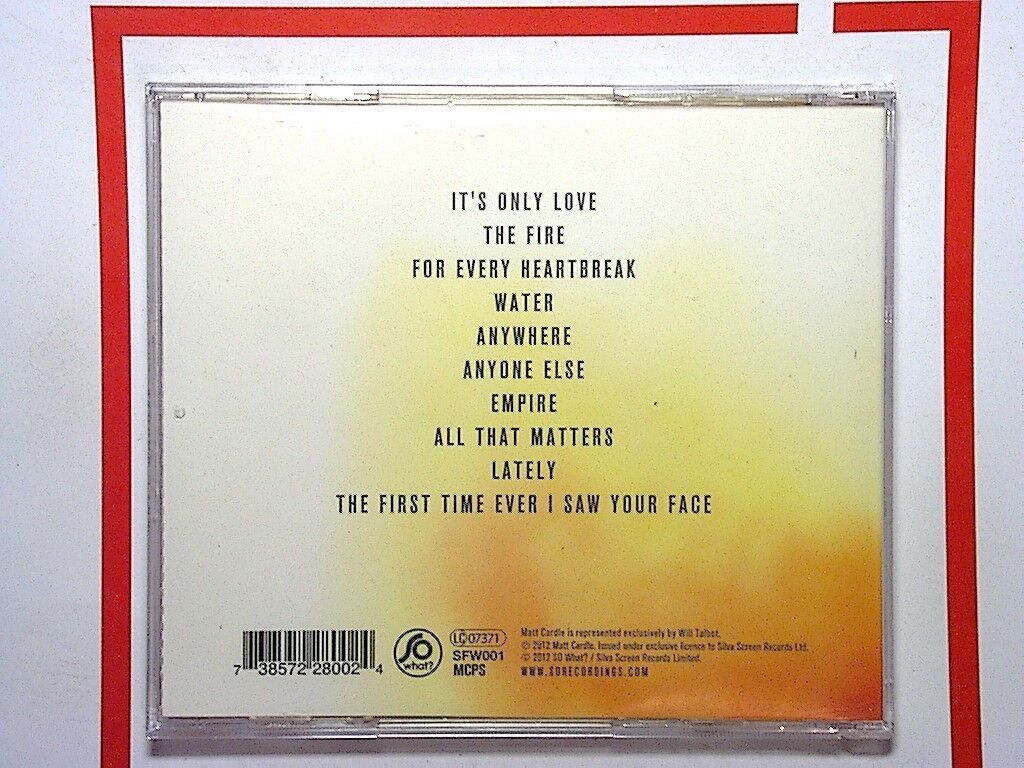 IT'S ONLY LOVE
THE FIRE
FOR EVERY HEARTBREAK
WATER
ANYWHERE
ANYONE ELSE
EMPIRE
ALL THAT MATTERS
LATELY
THE FIRST TIME EVER I SAW YOUR FACE
7 38572 28002 4
SO
what?
LC 07371
SFW001
MCPS
Matt Cardle is represented exclusively by Will Talbot.
℗ 2012 Matt Cardle. Issued under exclusive licence to Silva Screen Records Ltd.
© 2012 SO What? / Silva Screen Records Limited.
WWW.SORECORDINGS.COM